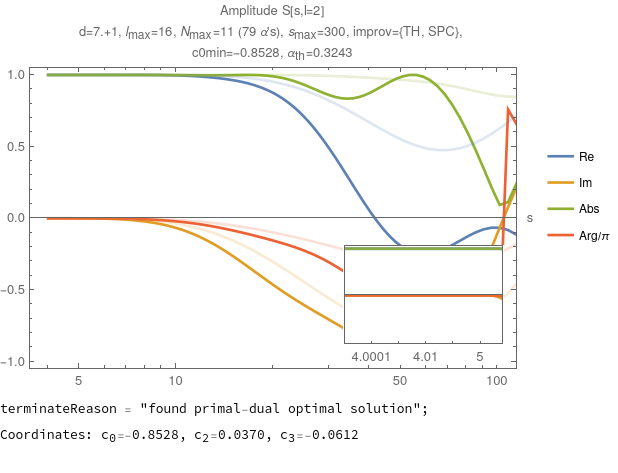 Amplitude S[s,l=2]
d=7.+1, lmax=16, Nmax=11 (79 α's), smax=300, improv={TH, SPC},
c0min=-0.8528, αth=0.3243
1.0
0.5
0.0
-0.5
-1.0
s
4.0001 4.01 5
5 10 50 100
Re
Im
Abs
Arg/π
terminateReason = "found primal-dual optimal solution";
Coordinates: c0=-0.8528, c2=0.0370, c3=-0.0612